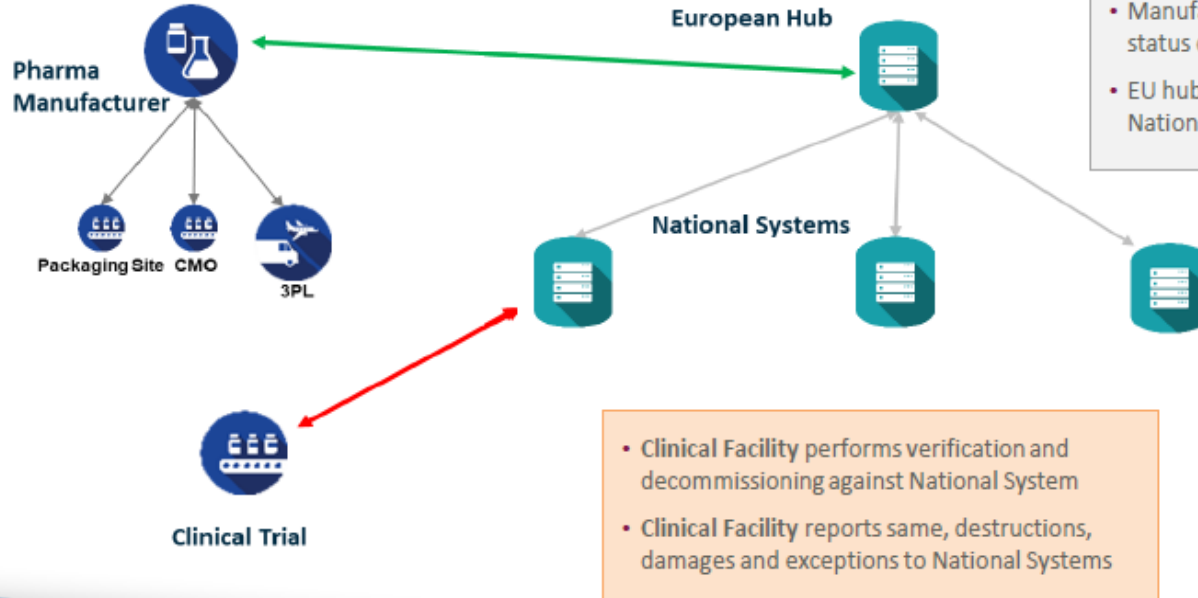 European Hub
• Manuf
status
• EU hub
Nation
Pharma
Manufacturer
Packaging Site
CMO
3PL
National Systems
Clinical Trial
• Clinical Facility performs verification and
decommissioning against National System
• Clinical Facility reports same, destructions,
damages and exceptions to National Systems